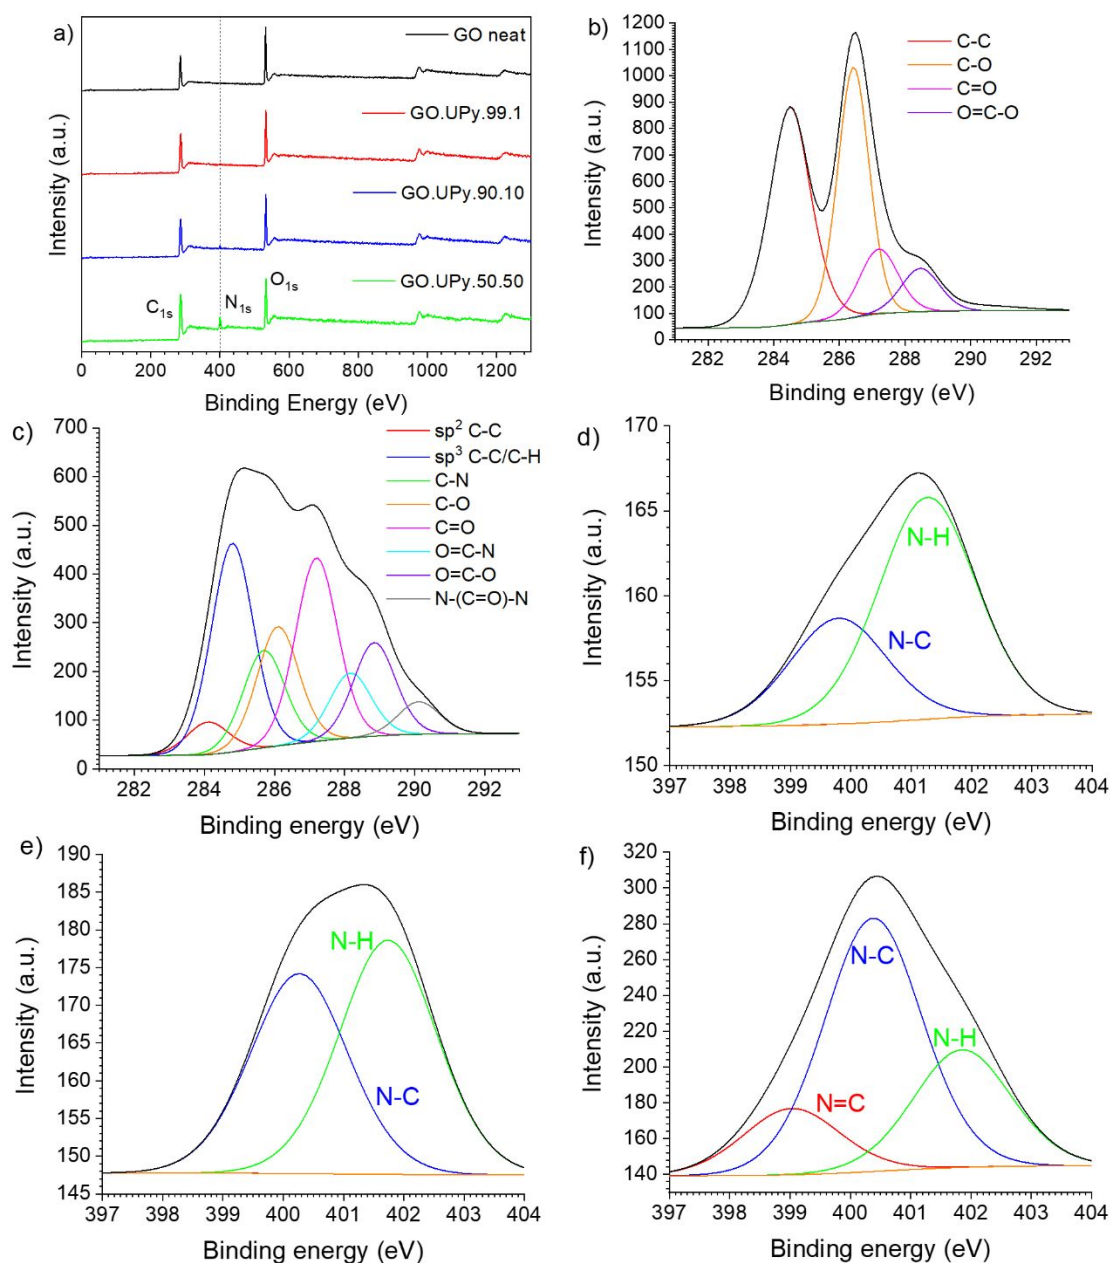 a)
GO neat
GO.UPy.99.1
GO.UPy.90.10
GO.UPy.50.50
C1s
N1s
O1s
Intensity (a.u.)
0 200 400 600 800 1000 1200
Binding Energy (eV)
b)
C-C
C-O
C=O
O=C-O
Intensity (a.u.)
1200
1100
1000
900
800
700
600
500
400
300
200
100
0
282 284 286 288 290 292
Binding energy (eV)
c)
sp2 C-C
sp3 C-C/C-H
C-N
C-O
C=O
O=C-N
O=C-O
N-(C=O)-N
Intensity (a.u.)
700
600
500
400
300
200
100
0
282 284 286 288 290 292
Binding energy (eV)
d)
N-H
N-C
Intensity (a.u.)
170
165
160
155
150
397 398 399 400 401 402 403 404
Binding energy (eV)
e)
N-H
N-C
Intensity (a.u.)
190
185
180
175
170
165
160
155
150
145
397 398 399 400 401 402 403 404
Binding energy (eV)
f)
N-C
N-H
N=C
Intensity (a.u.)
320
300
280
260
240
220
200
180
160
140
397 398 399 400 401 402 403 404
Binding energy (eV)